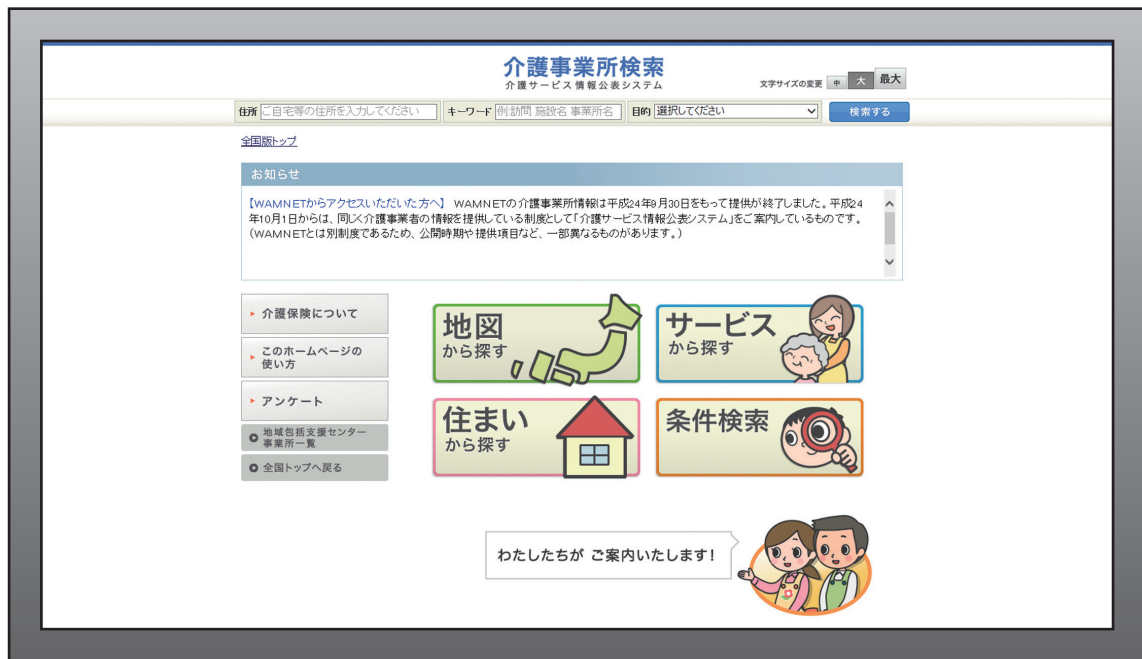 介護事業所検索
介護サービス情報公表システム
文字サイズの変更 中 大 最大
住所 ご自宅等の住所を入力してください キーワード 例:訪問 施設名 事業所名 目的 選択してください 検索する
全国版トップ
お知らせ
【WAMNETからアクセスいただいた方へ】 WAMNETの介護事業所情報は平成24年9月30日をもって提供が終了しました。平成24
年10月1日からは、同じく介護事業者の情報を提供している制度として「介護サービス情報公表システム」をご案内しているものです。
(WAMNETとは別制度であるため、公開時期や提供項目など、一部異なるものがあります。)
介護保険について
このホームページの
使い方
アンケート
地域包括支援センター
事業所一覧
全国トップへ戻る
地図
から探す
サービス
から探す
住まい
から探す
条件検索
わたしたちが ご案内いたします!